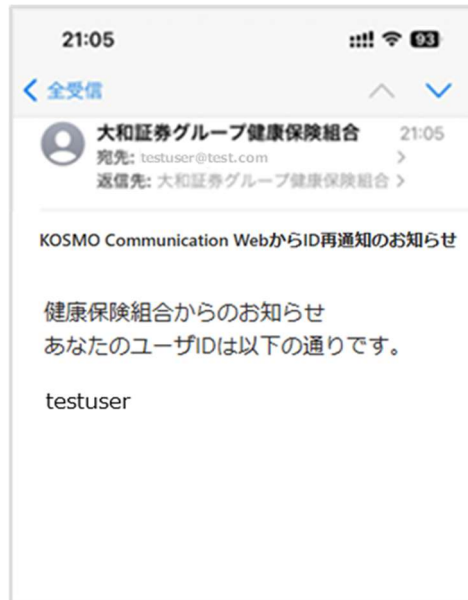 21:05
93
全受信
大和証券グループ健康保険組合 21:05
宛先: testuser@test.com
返信先: 大和証券グループ健康保険組合
KOSMO Communication WebからID再通知のお知らせ
健康保険組合からのお知らせ
あなたのユーザIDは以下の通りです。
testuser